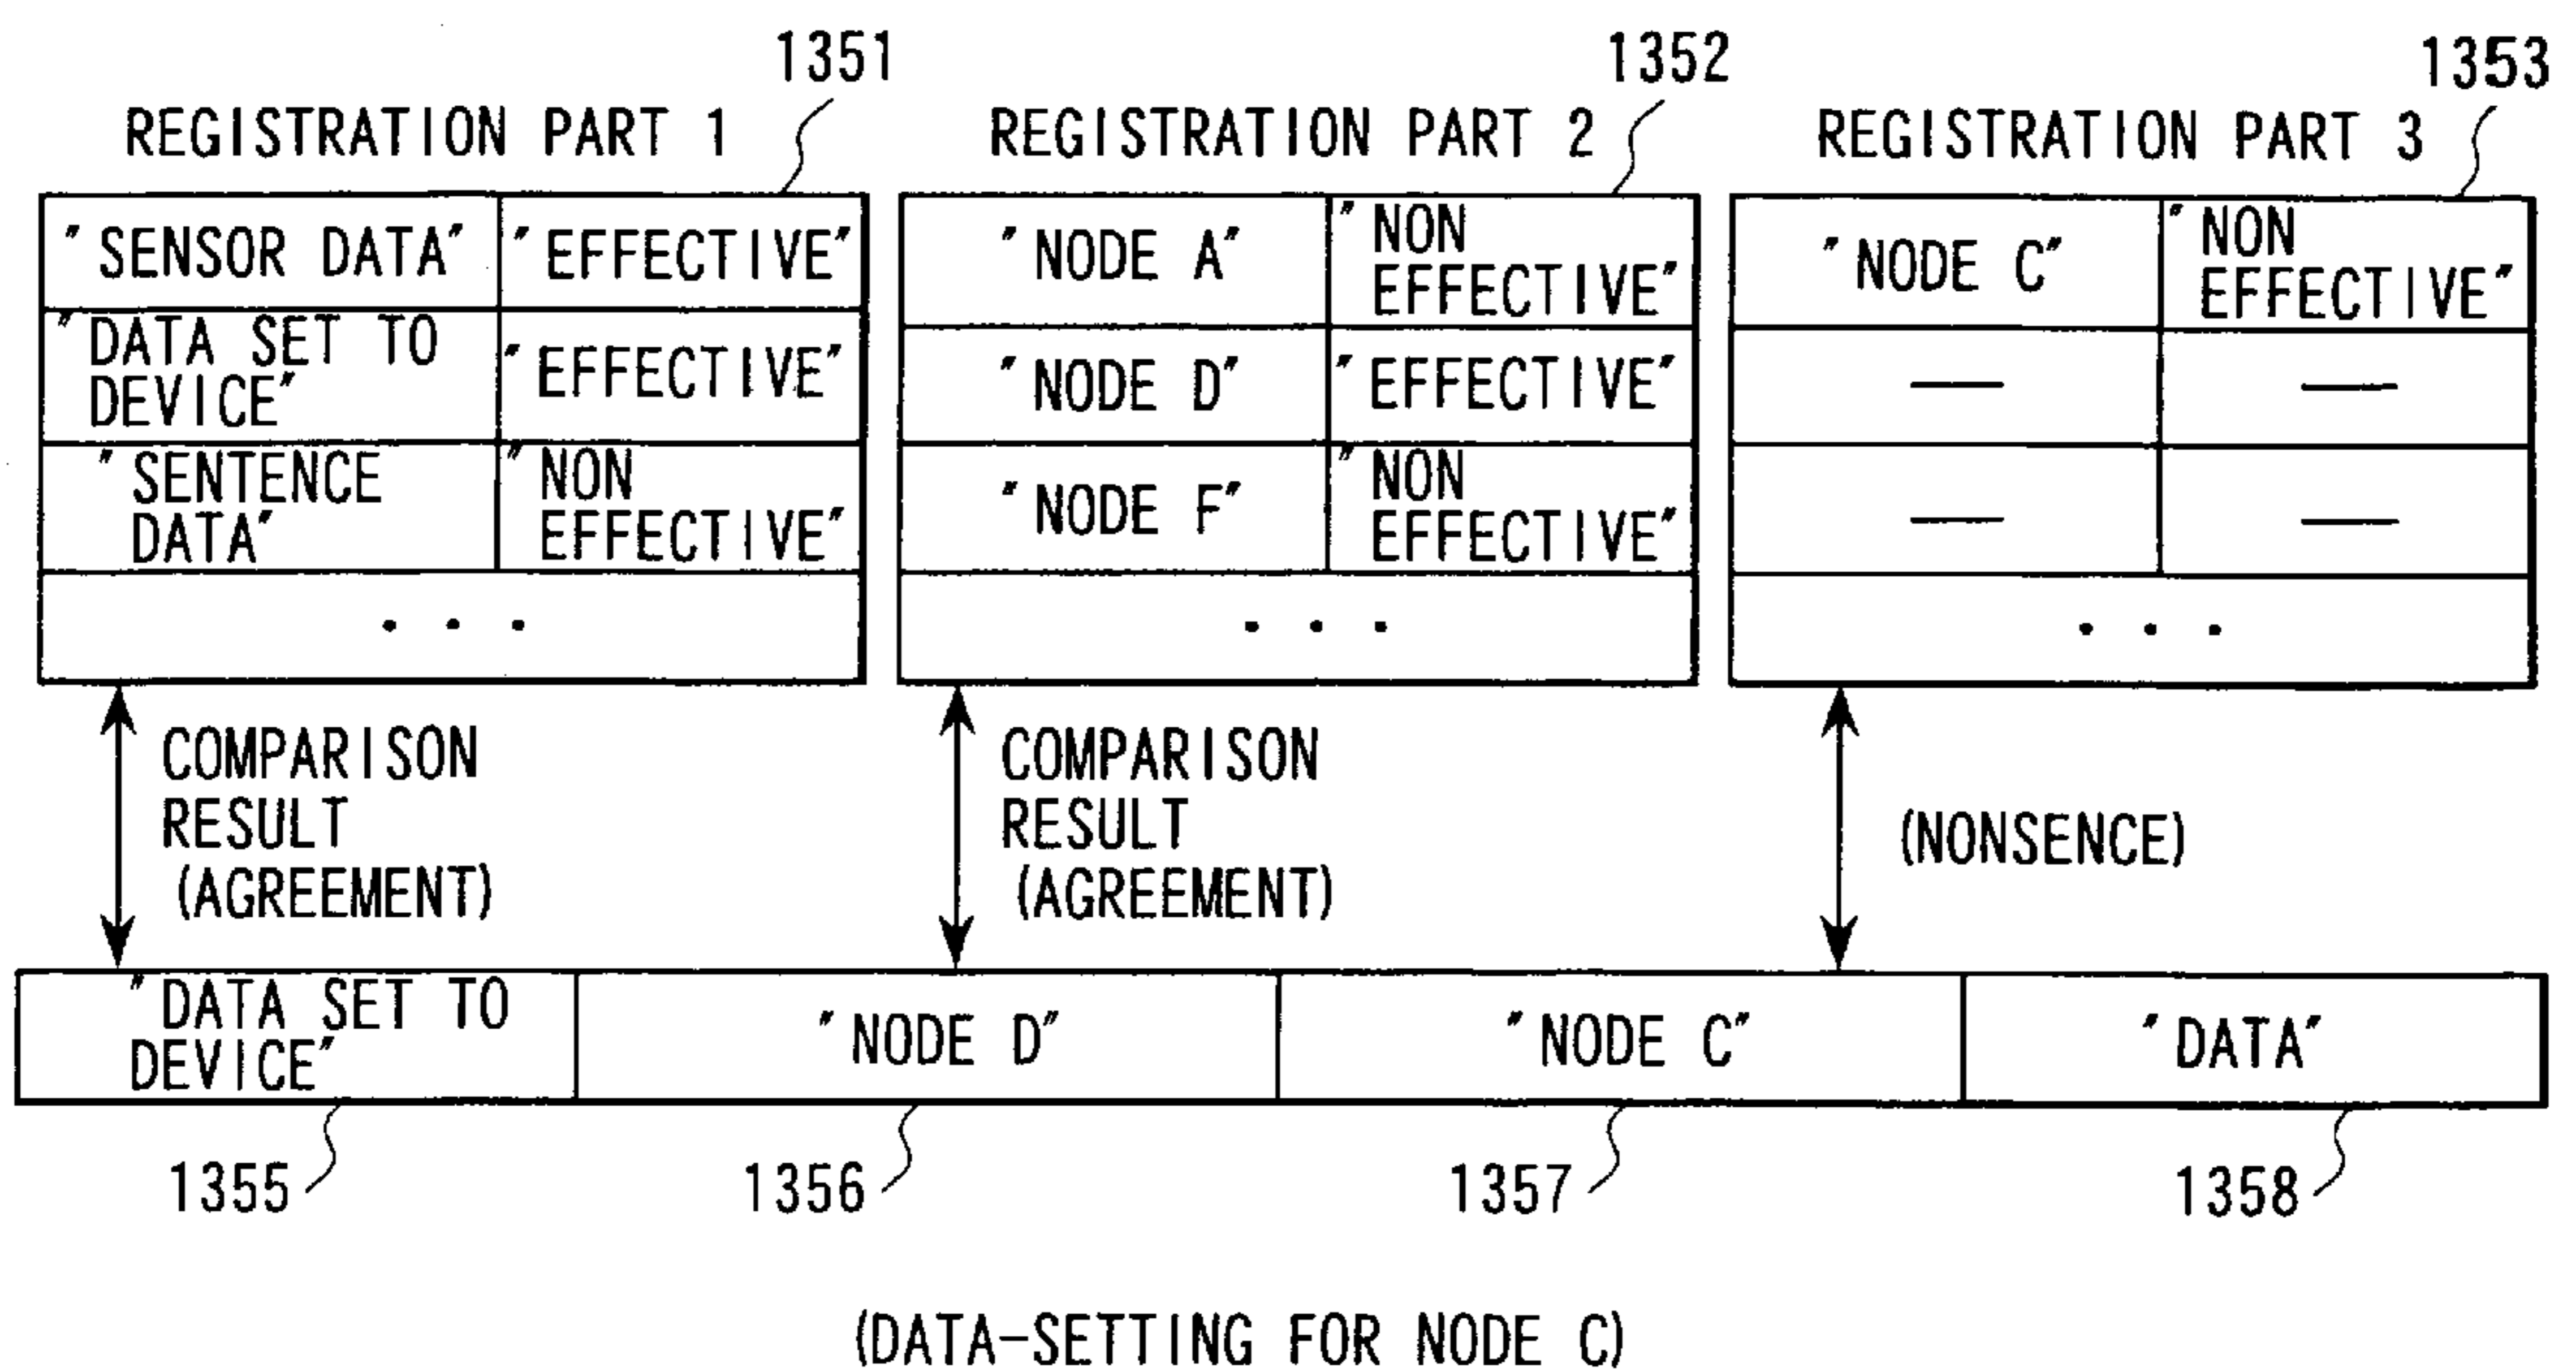 1351
1352
1353
REGISTRATION PART 1
REGISTRATION PART 2
REGISTRATION PART 3
"SENSOR DATA"
"EFFECTIVE"
"DATA SET TO
DEVICE"
"EFFECTIVE"
"SENTENCE
DATA"
"NON
EFFECTIVE"
. . .
"NODE A"
"NON
EFFECTIVE"
"NODE D"
"EFFECTIVE"
"NODE F"
"NON
EFFECTIVE"
. . .
"NODE C"
"NON
EFFECTIVE"
—
—
—
—
. . .
COMPARISON
RESULT
(AGREEMENT)
COMPARISON
RESULT
(AGREEMENT)
(NONSENCE)
"DATA SET TO
DEVICE"
"NODE D"
"NODE C"
"DATA"
1355
1356
1357
1358
(DATA-SETTING FOR NODE C)